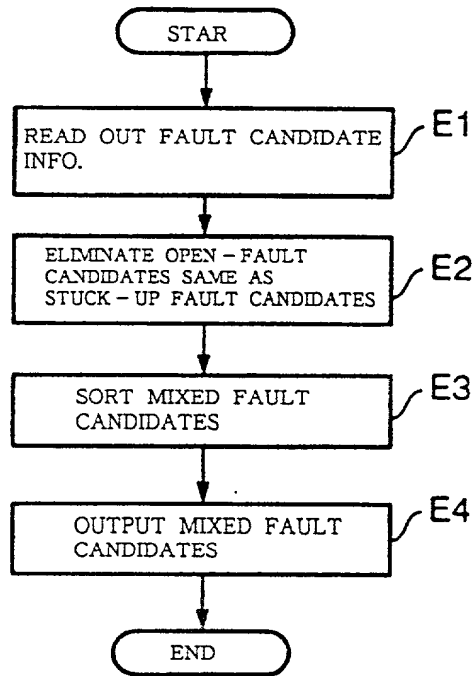 STAR
READ OUT FAULT CANDIDATE
INFO.
E1
ELIMINATE OPEN-FAULT
CANDIDATES SAME AS
STUCK-UP FAULT CANDIDATES
E2
SORT MIXED FAULT
CANDIDATES
E3
OUTPUT MIXED FAULT
CANDIDATES
E4
END